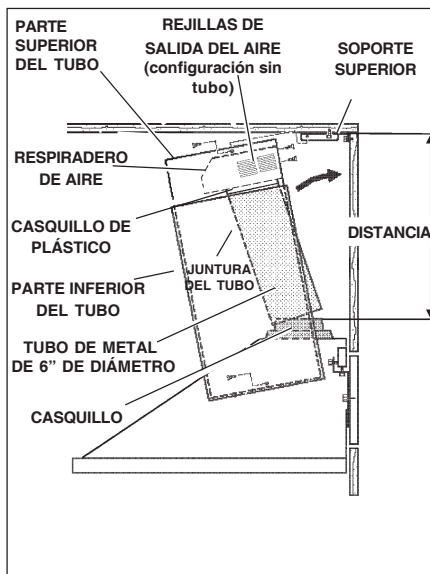 PARTE
SUPERIOR
DEL TUBO
REJILLAS DE
SALIDA DEL AIRE
(configuración sin
tubo)
SOPORTE
SUPERIOR
RESPIRADERO
DE AIRE
CASQUILLO DE
PLÁSTICO
DISTANCIA
JUNTURA
DEL TUBO
PARTE INFERIOR
DEL TUBO
TUBO DE METAL
DE 6” DE DIÁMETRO
CASQUILLO